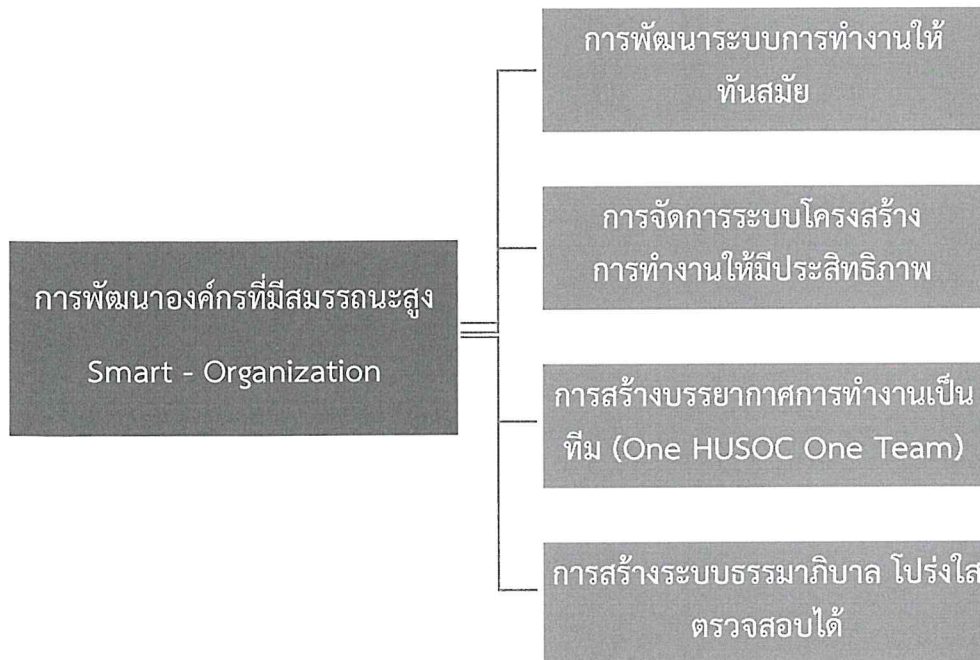 การพัฒนาองค์กรที่มีสมรรถนะสูง
Smart - Organization
การพัฒนาระบบการทำงานให้
ทันสมัย
การจัดการระบบโครงสร้าง
การทำงานให้มีประสิทธิภาพ
การสร้างบรรยากาศการทำงานเป็น
ทีม (One HUSOC One Team)
การสร้างระบบธรรมาภิบาล โปร่งใส
ตรวจสอบได้